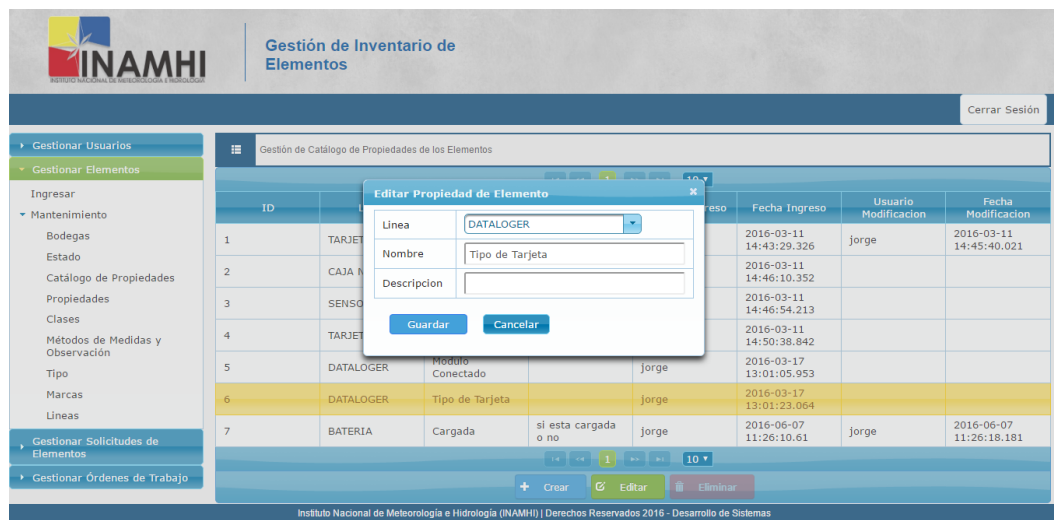 INAMHI
INSTITUTO NACIONAL DE METEOROLOGÍA E HIDROLOGÍA
Gestión de Inventario de
Elementos
Cerrar Sesión
Gestionar Usuarios
Gestionar Elementos
Ingresar
Mantenimiento
Bodegas
Estado
Catálogo de Propiedades
Propiedades
Clases
Métodos de Medidas y
Observación
Tipo
Marcas
Lineas
Gestionar Solicitudes de
Elementos
Gestionar Órdenes de Trabajo
Gestión de Catálogo de Propiedades de los Elementos
1 10
ID Fecha Ingreso Usuario Modificacion Fecha Modificacion
1 TARJET 2016-03-11 14:43:29.326 jorge 2016-03-11 14:45:40.021
2 CAJA 2016-03-11 14:46:10.352
3 SENSO 2016-03-11 14:46:54.213
4 TARJET 2016-03-11 14:50:38.842
5 DATALOGER Modulo Conectado jorge 2016-03-17 13:01:05.953
6 DATALOGER Tipo de Tarjeta jorge 2016-03-17 13:01:23.064
7 BATERIA Cargada si esta cargada o no jorge 2016-06-07 11:26:10.61 jorge 2016-06-07 11:26:18.181
1 10
Crear Editar Eliminar
Editar Propiedad de Elemento
Linea DATALOGER
Nombre Tipo de Tarjeta
Descripcion
Guardar Cancelar
Instituto Nacional de Meteorología e Hidrología (INAMHI) | Derechos Reservados 2016 - Desarrollo de Sistemas